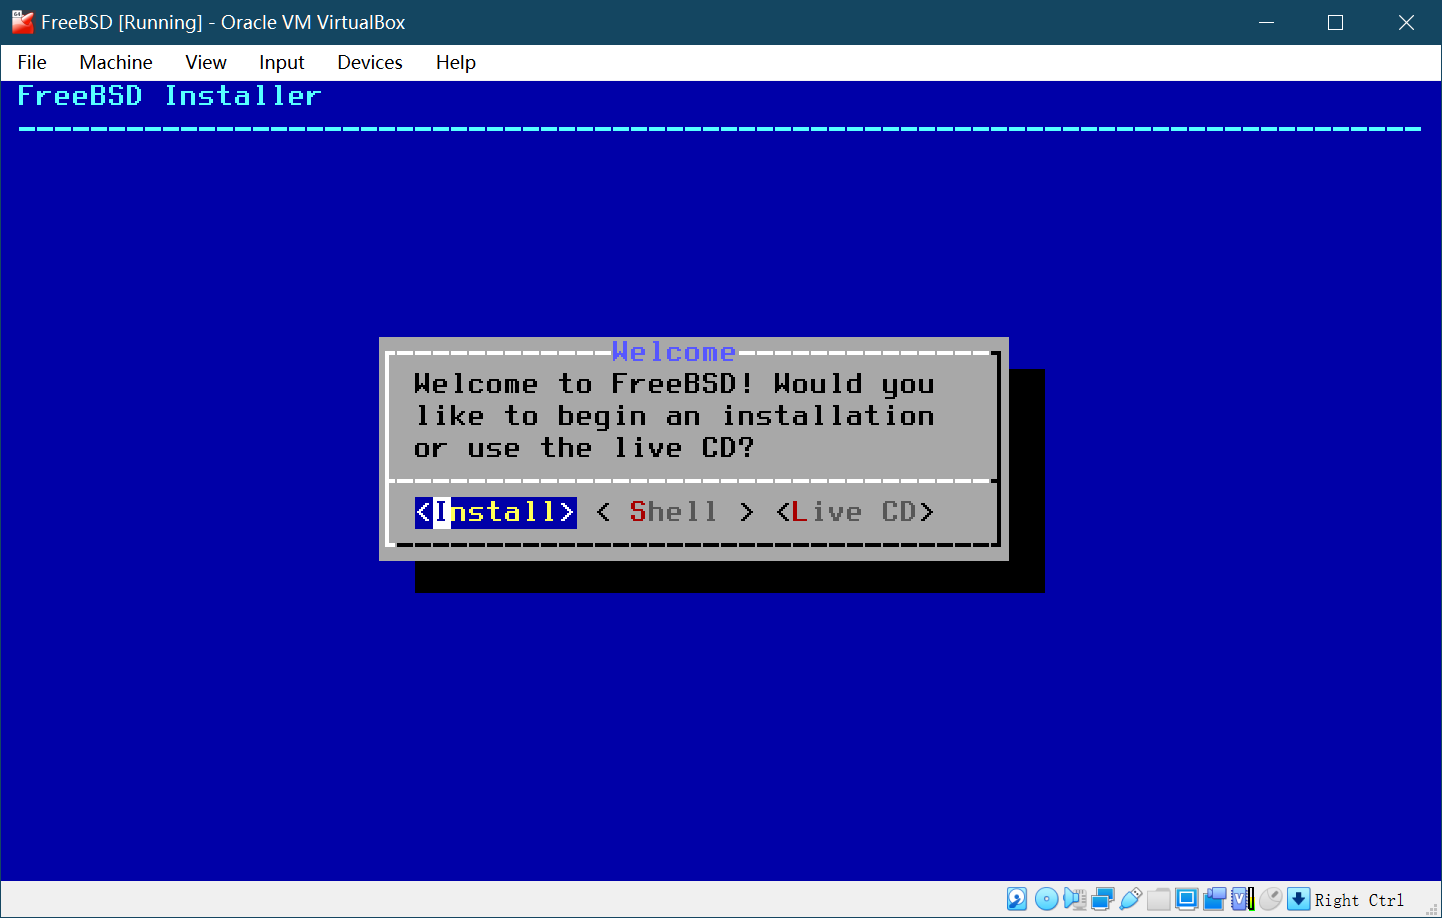 FreeBSD [Running] - Oracle VM VirtualBox
File Machine View Input Devices Help
FreeBSD Installer
Welcome
Welcome to FreeBSD! Would you
like to begin an installation
or use the live CD?
<Install> < Shell > <Live CD>
Right Ctrl